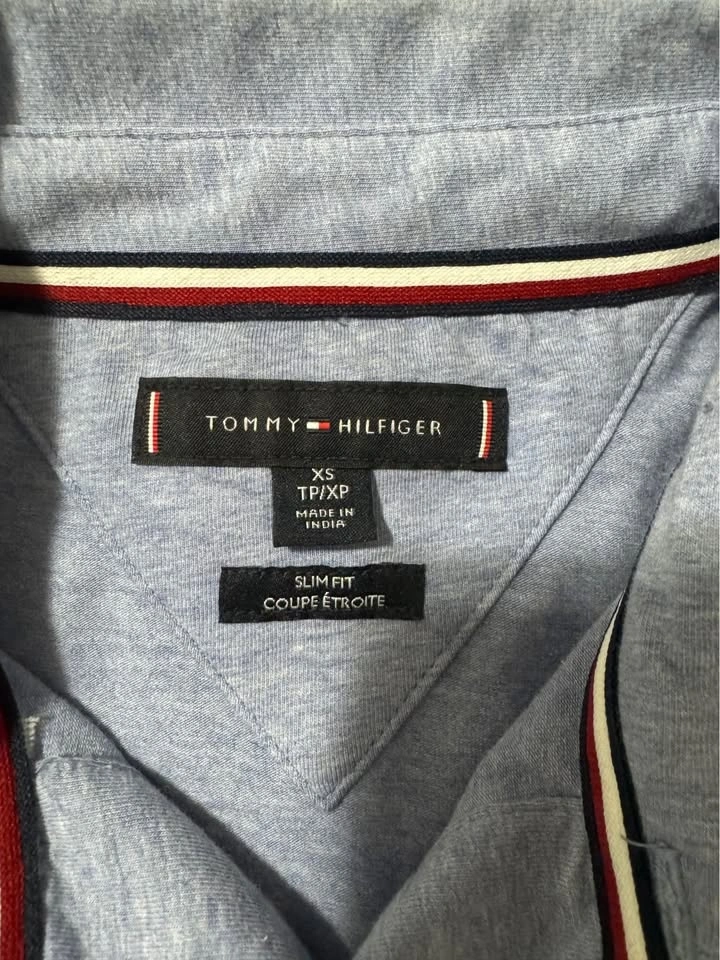 TOMMY HILFIGER
XS
TP/XP
MADE IN
INDIA
SLIM FIT
COUPE ÉTROITE